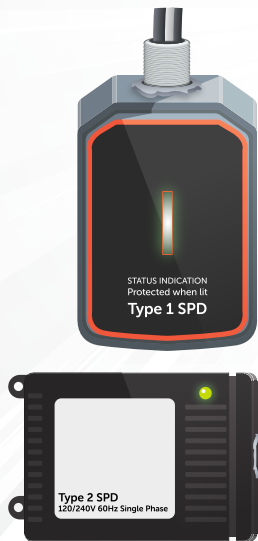 STATUS INDICATION
Protected when lit
Type 1 SPD
Type 2 SPD
120/240V 60Hz Single Phase